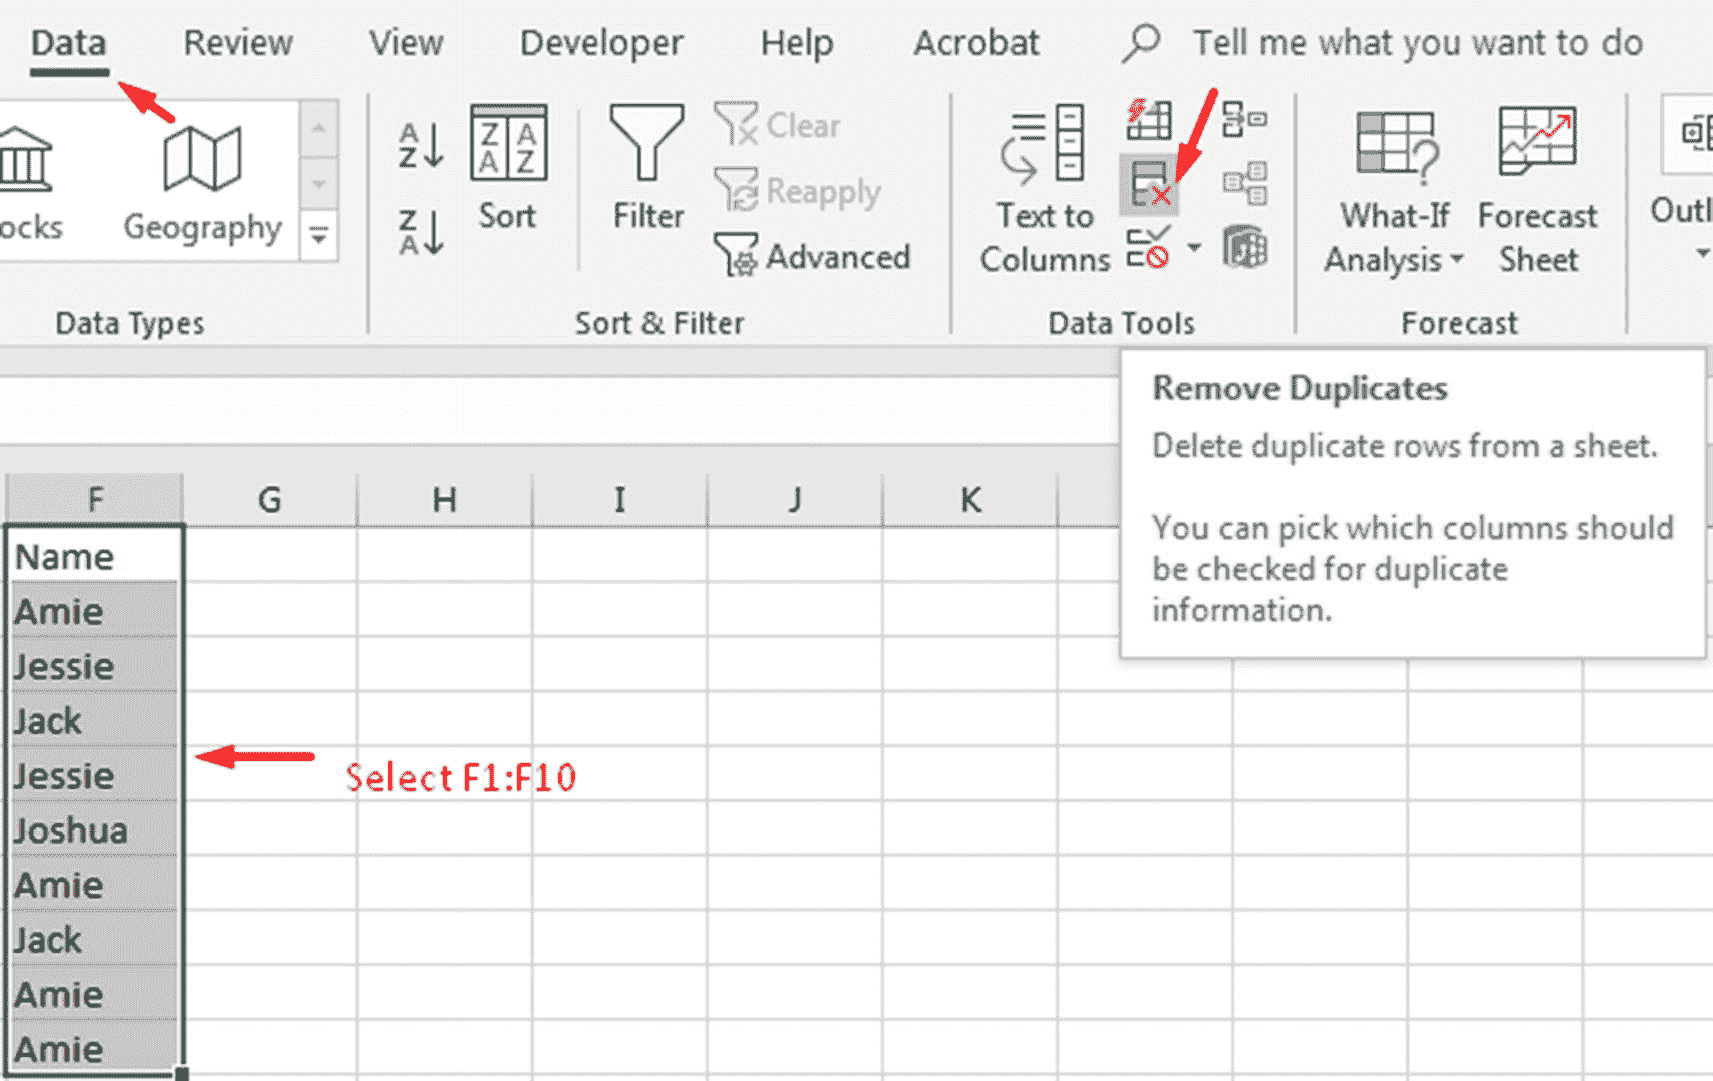 Data Review View Developer Help Acrobat Tell me what you want to do
Clear
Reapply
Advanced
ocks Geography Sort Filter
Text to
Columns
What-If
Analysis
Forecast
Sheet
Outl
Data Types Sort & Filter Data Tools Forecast
Remove Duplicates
Delete duplicate rows from a sheet.
You can pick which columns should
be checked for duplicate
information.
F G H I J K
Name
Amie
Jessie
Jack
Jessie
Select F1:F10
Joshua
Amie
Jack
Amie
Amie